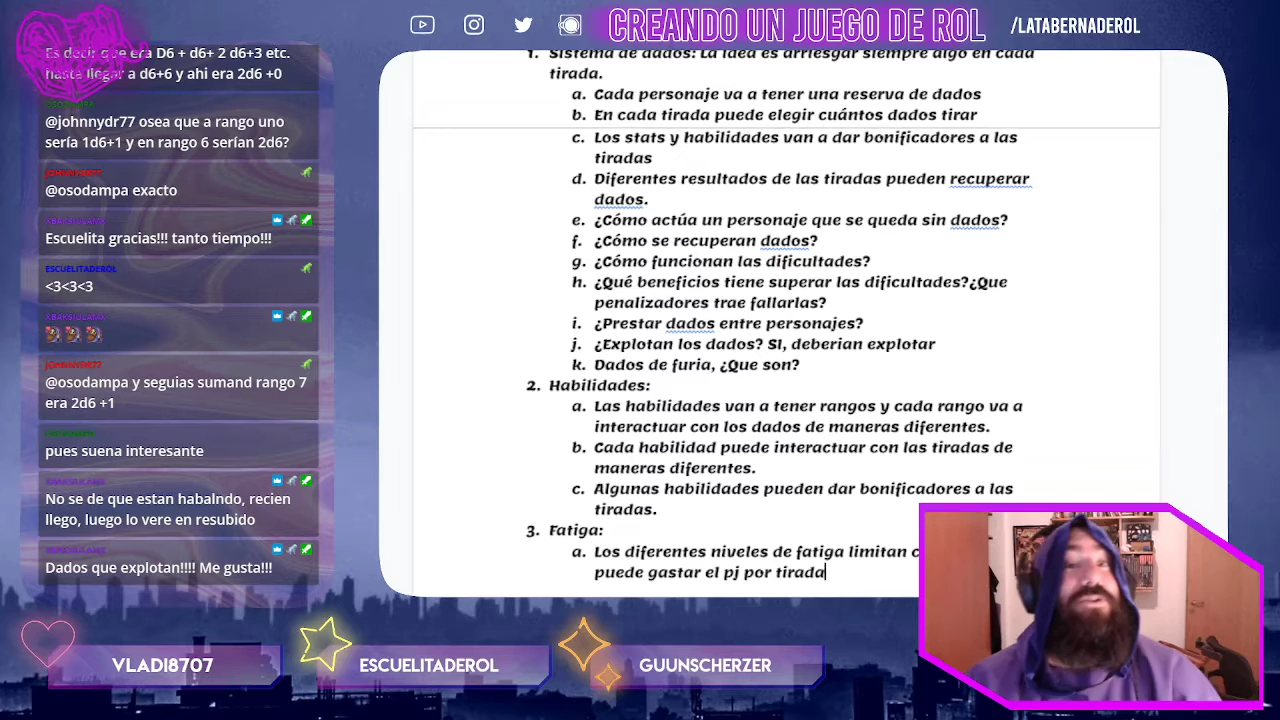 CREANDO UN JUEGO DE ROL
/LATABERNADEROL
Es decir que era D6 + d6+ 2 d6+3 etc.
hasta llegar a d6+6 y ahi era 2d6 +0
@johnnydr77 osea que a rango uno
sería 1d6+1 y en rango 6 serían 2d6?
@osodampa exacto
Escuelita gracias!!! tanto tiempo!!!
ESCUELITADEROL
<3<3<3
@osodampa y seguias sumand rango 7
era 2d6 +1
pues suena interesante
No se de que estan habalndo, recien
llego, luego lo vere en resubido
Dados que explotan!!!! Me gusta!!!
1. Sistema de dados: La idea es arriesgar siempre algo en cada
tirada.
a. Cada personaje va a tener una reserva de dados
b. En cada tirada puede elegir cuántos dados tirar
c. Los stats y habilidades van a dar bonificadores a las
tiradas
d. Diferentes resultados de las tiradas pueden recuperar
dados.
e. ¿Cómo actúa un personaje que se queda sin dados?
f. ¿Cómo se recuperan dados?
g. ¿Cómo funcionan las dificultades?
h. ¿Qué beneficios tiene superar las dificultades?¿Que
penalizadores trae fallarlas?
i. ¿Prestar dados entre personajes?
j. ¿Explotan los dados? SI, deberian explotar
k. Dados de furia, ¿Que son?
2. Habilidades:
a. Las habilidades van a tener rangos y cada rango va a
interactuar con los dados de maneras diferentes.
b. Cada habilidad puede interactuar con las tiradas de
maneras diferentes.
c. Algunas habilidades pueden dar bonificadores a las
tiradas.
3. Fatiga:
a. Los diferentes niveles de fatiga limitan
puede gastar el pj por tirada
VLADI8707
ESCUELITADEROL
GUUNSCHERZER